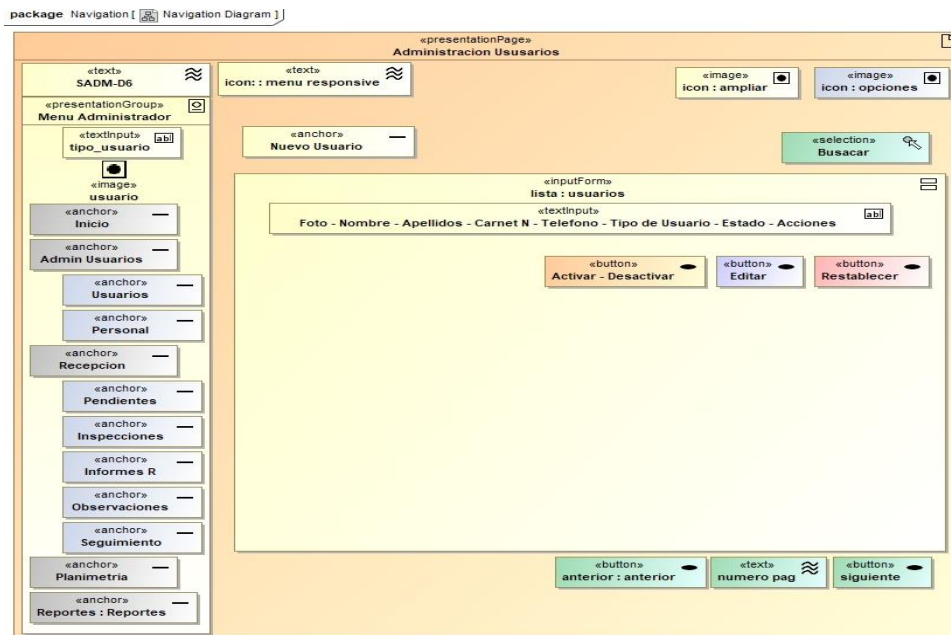 package Navigation [ Navigation Diagram ]
«presentationPage»
Administracion Ususarios
«text»
SADM-D6
«text»
icon: : menu responsive
«image»
icon : ampliar
«image»
icon : opciones
«presentationGroup»
Menu Administrador
«textInput»
tipo_usuario
abl
«image»
usuario
«anchor»
Inicio
«anchor»
Admin Usuarios
«anchor»
Usuarios
«anchor»
Personal
«anchor»
Recepcion
«anchor»
Pendientes
«anchor»
Inspecciones
«anchor»
Informes R
«anchor»
Observaciones
«anchor»
Seguimiento
«anchor»
Planimetria
«anchor»
Reportes : Reportes
«anchor»
Nuevo Usuario
«selection»
Busacar
«inputForm»
lista : usuarios
«textInput»
abl
Foto - Nombre - Apellidos - Carnet N - Telefono - Tipo de Usuario - Estado - Acciones
«button»
Activar - Desactivar
«button»
Editar
«button»
Restablecer
«button»
anterior : anterior
«text»
numero pag
«button»
siguiente